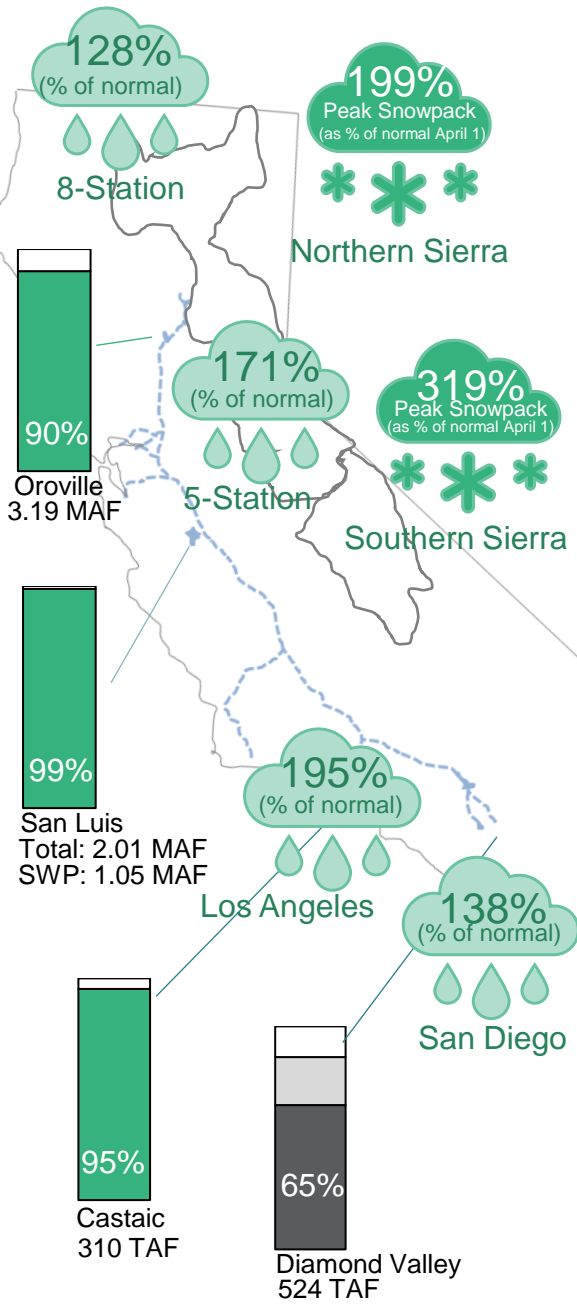 128%
(% of normal)
8-Station
199%
Peak Snowpack
(as % of normal April 1)
Northern Sierra
90%
Oroville
3.19 MAF
171%
(% of normal)
5-Station
319%
Peak Snowpack
(as % of normal April 1)
Southern Sierra
99%
San Luis
Total: 2.01 MAF
SWP: 1.05 MAF
195%
(% of normal)
Los Angeles
138%
(% of normal)
San Diego
95%
Castaic
310 TAF
65%
Diamond Valley
524 TAF